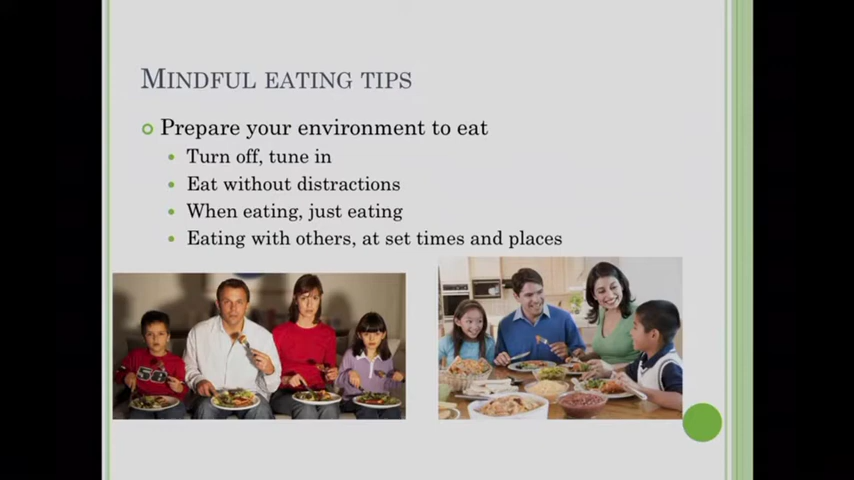 MINDFUL EATING TIPS
Prepare your environment to eat
Turn off, tune in
Eat without distractions
When eating, just eating
Eating with others, at set times and places
58